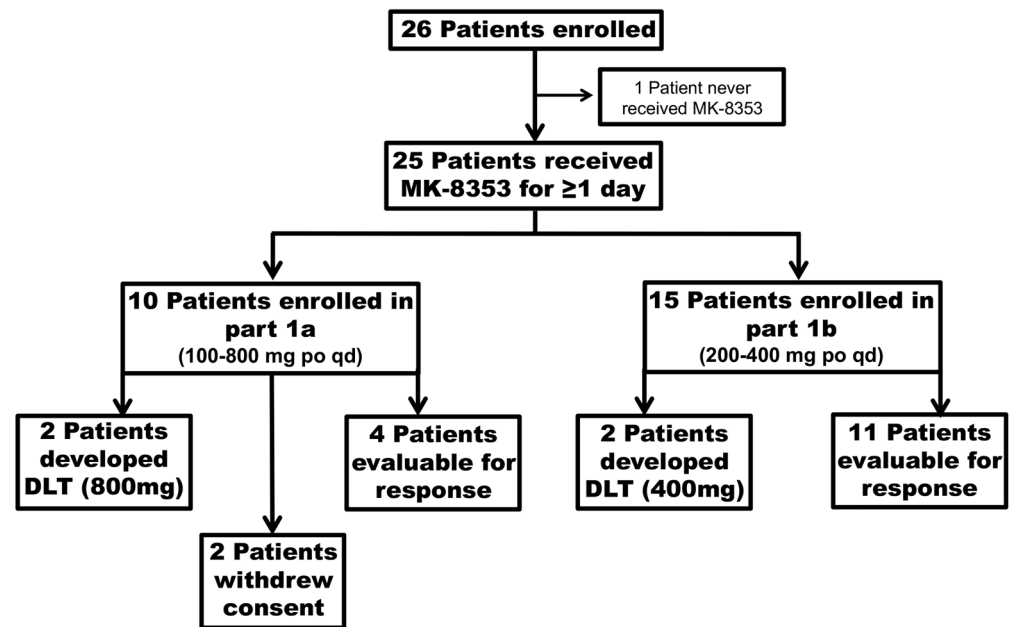 26 Patients enrolled
1 Patient never
received MK-8353
25 Patients received
MK-8353 for ≥1 day
10 Patients enrolled in
part 1a
(100-800 mg po qd)
15 Patients enrolled in
part 1b
(200-400 mg po qd)
2 Patients
developed
DLT (800mg)
4 Patients
evaluable for
response
2 Patients
developed
DLT (400mg)
11 Patients
evaluable for
response
2 Patients
withdrew
consent